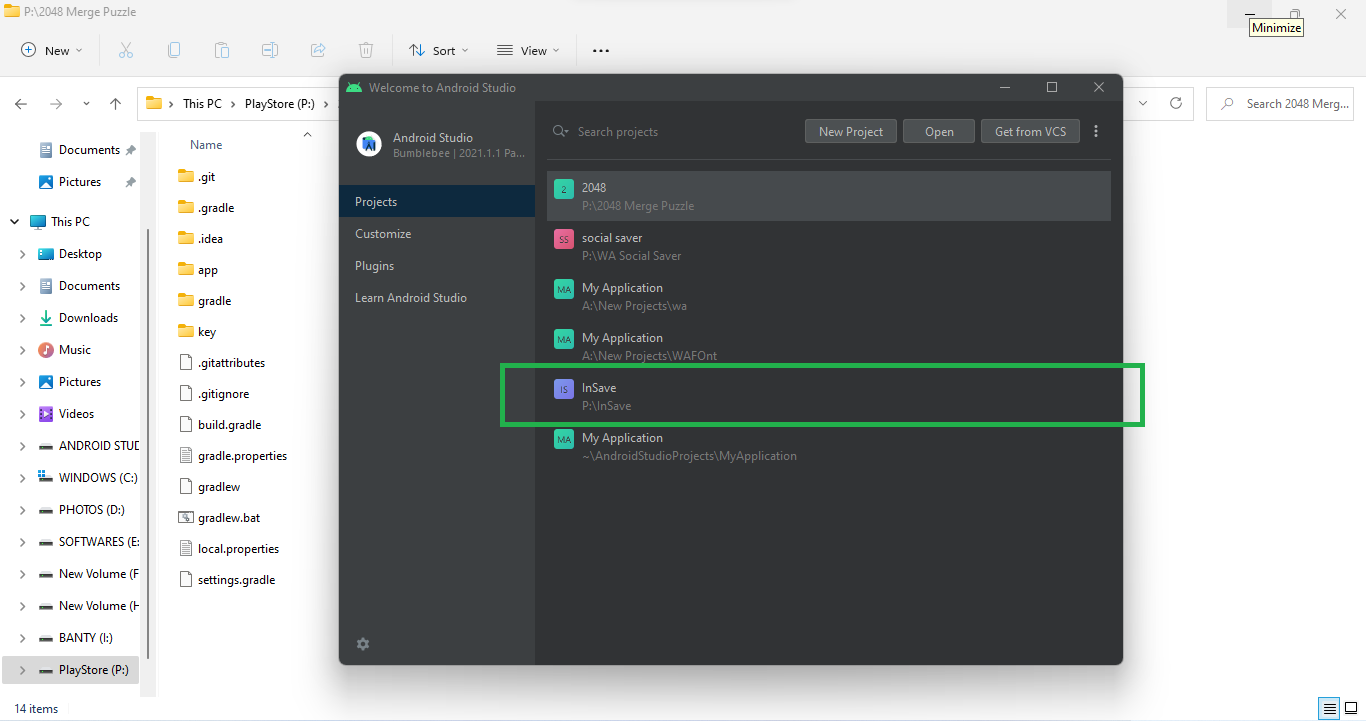 P:\2048 Merge Puzzle
Minimize
New
Sort
View
This PC
PlayStore (P:)
Search 2048 Merg...
Documents
Pictures
This PC
Desktop
Documents
Downloads
Music
Pictures
Videos
ANDROID STUD
WINDOWS (C:)
PHOTOS (D:)
SOFTWARES (E:
New Volume (F
New Volume (H
BANTY (I:)
PlayStore (P:)
14 items
Name
.git
.gradle
.idea
app
gradle
key
.gitattributes
.gitignore
build.gradle
gradle.properties
gradlew
gradlew.bat
local.properties
settings.gradle
Welcome to Android Studio
Android Studio
Bumblebee | 2021.1.1 Pa...
Projects
Customize
Plugins
Learn Android Studio
Search projects
New Project
Open
Get from VCS
2
2048
P:\2048 Merge Puzzle
SS
social saver
P:\WA Social Saver
MA
My Application
A:\New Projects\wa
MA
My Application
A:\New Projects\WAFOnt
IS
InSave
P:\InSave
MA
My Application
~\AndroidStudioProjects\MyApplication